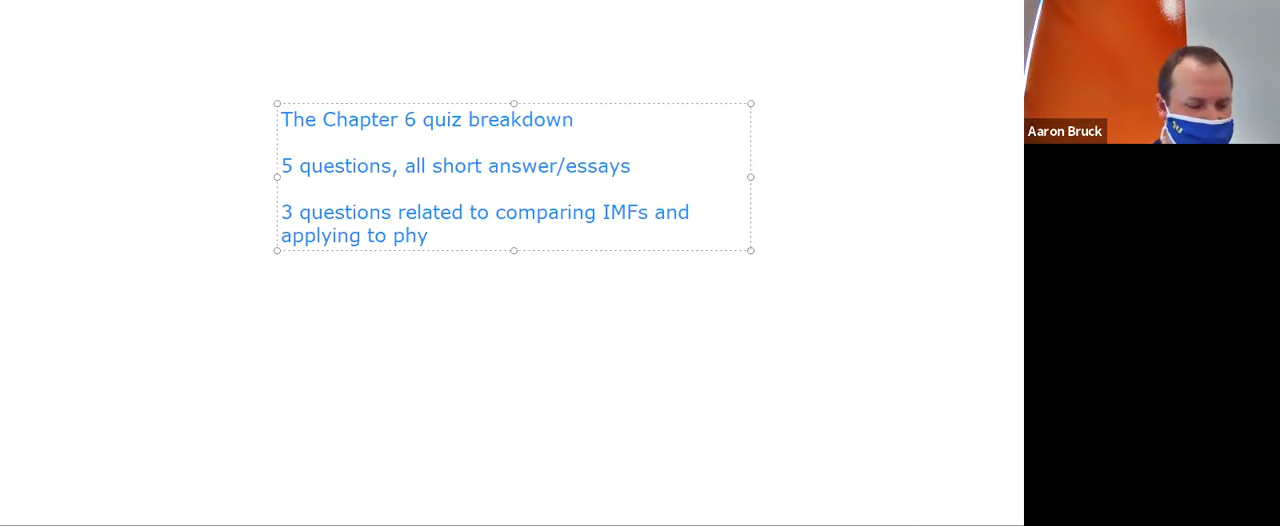 The Chapter 6 quiz breakdown
5 questions, all short answer/essays
3 questions related to comparing IMFs and
applying to phy
Aaron Bruck